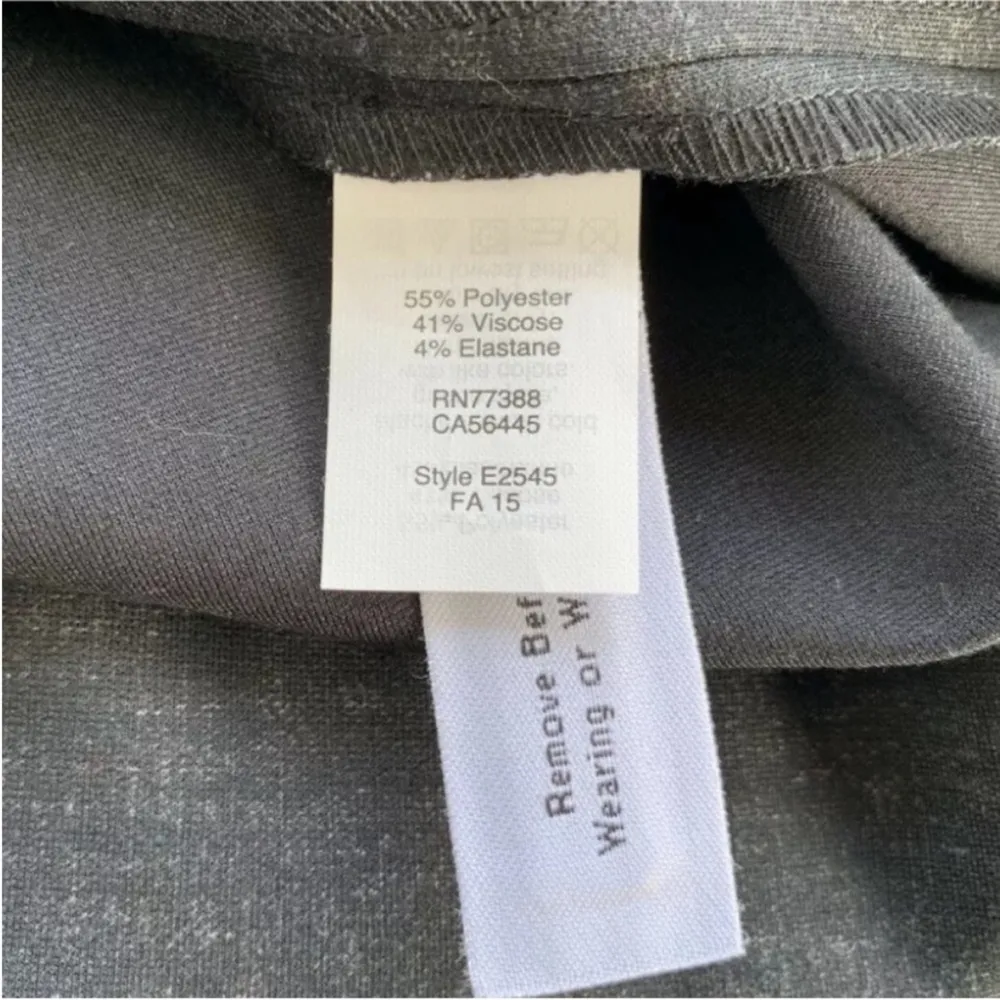 55% Polyester
41% Viscose
4% Elastane
RN77388
CA56445
Style E2545
FA 15
Remove Bef
Wearing or W